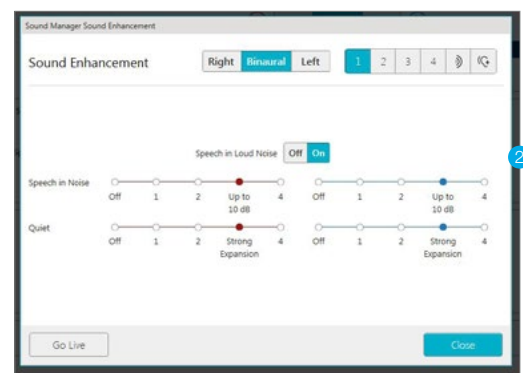 Sound Manager Sound Enhancement
Sound Enhancement Right Binaural Left 1 2 3 4
Speech in Loud Noise Off On
2
Speech in Noise
Off 1 2 Up to 10 dB 4 Off 1 2 Up to 10 dB 4
Quiet
Off 1 2 Strong Expansion 4 Off 1 2 Strong Expansion 4
Go Live Close